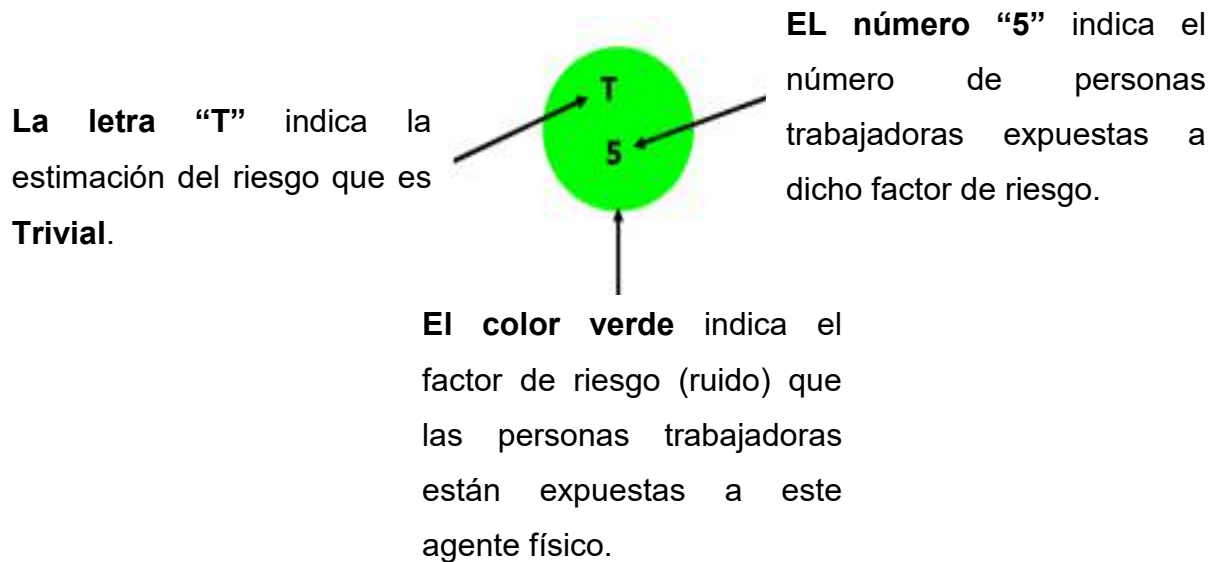 La letra “T” indica la
estimación del riesgo que es
Trivial.
T
5
EL número “5” indica el
número de personas
trabajadoras expuestas a
dicho factor de riesgo.
El color verde indica el
factor de riesgo (ruido) que
las personas trabajadoras
están expuestas a este
agente físico.